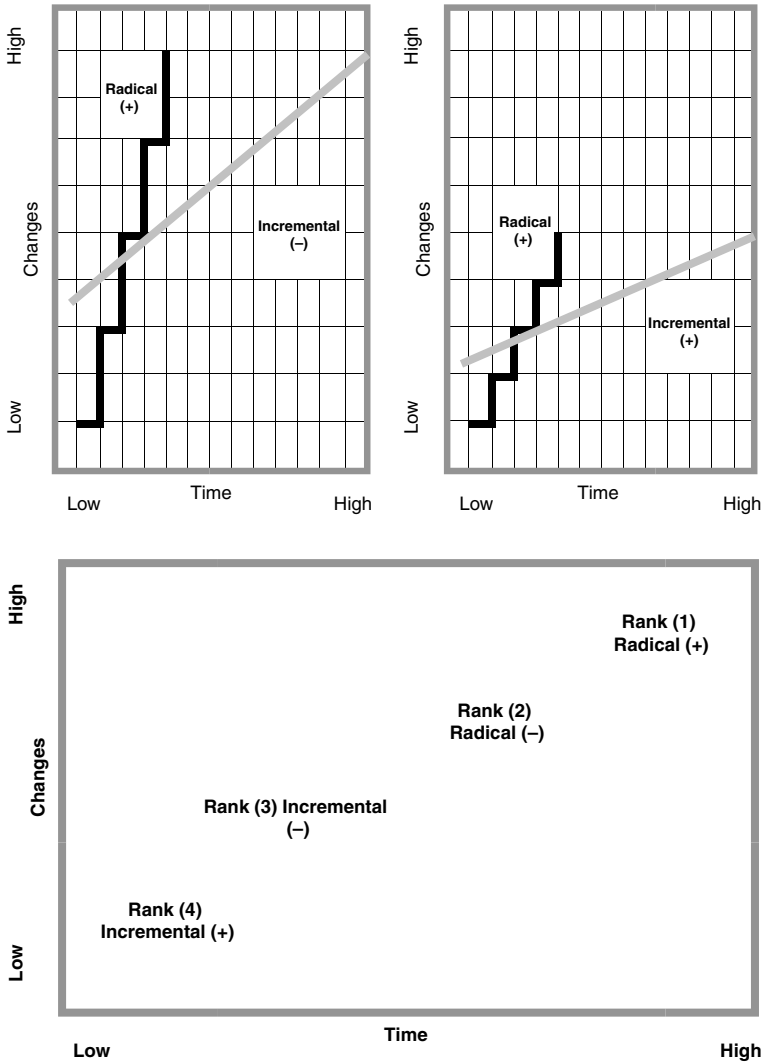 High
Changes
Low
Radical
(+)
Incremental
(–)
Low
Time
High
High
Changes
Low
Radical
(+)
Incremental
(+)
Low
Time
High
High
Changes
Low
Rank (1)
Radical (+)
Rank (2)
Radical (–)
Rank (3) Incremental
(–)
Rank (4)
Incremental (+)
Low
Time
High